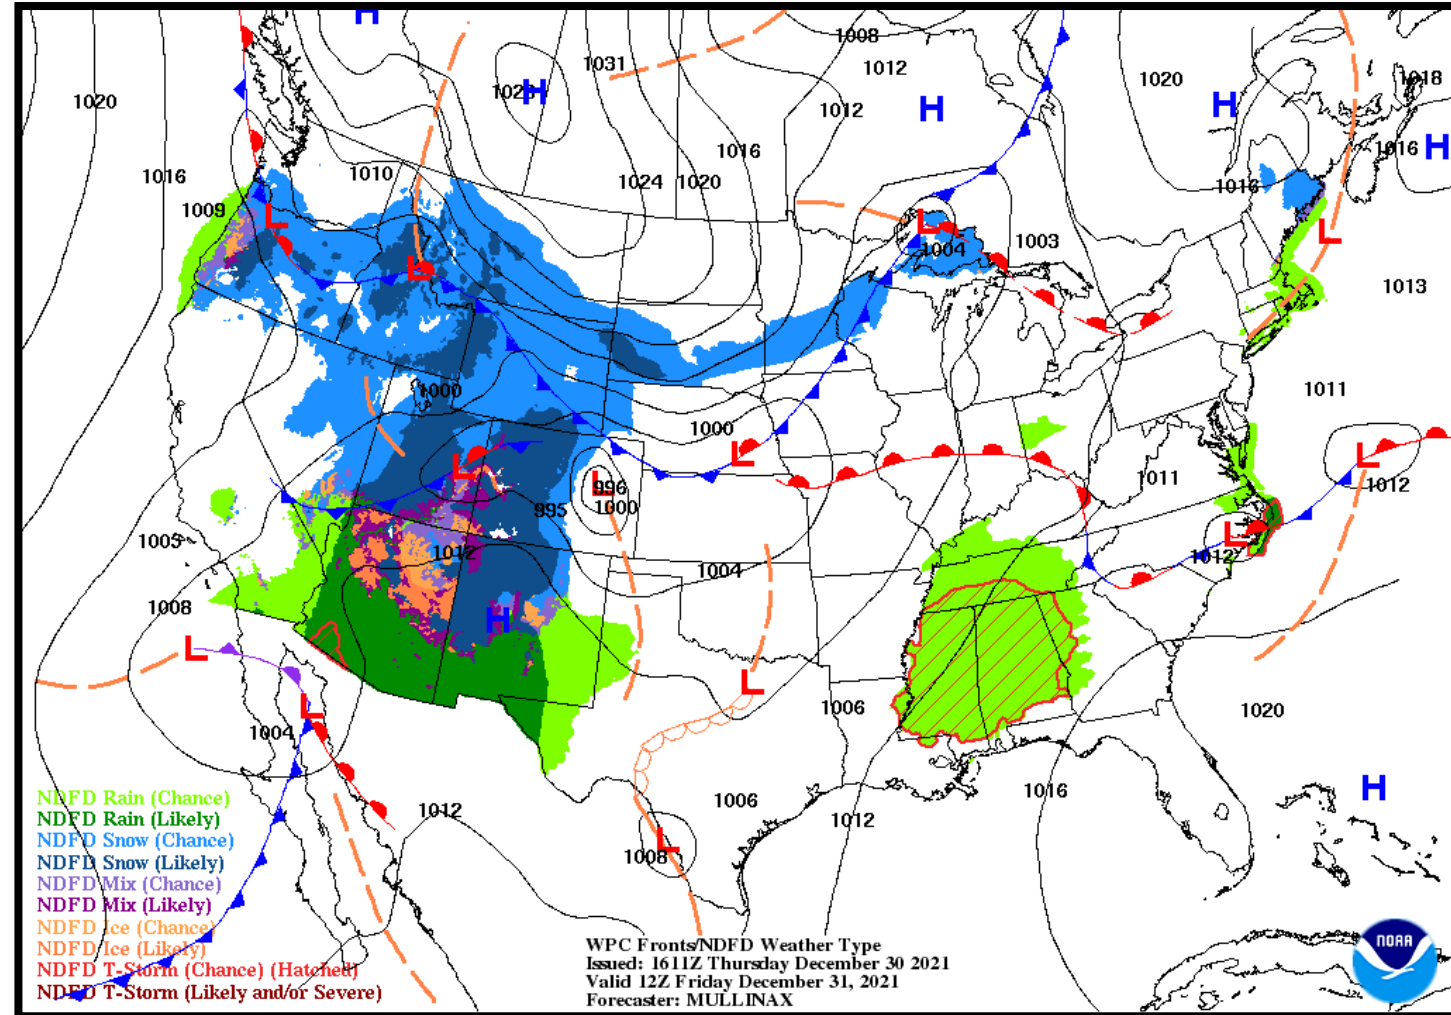 H
1008
1031
1012
1020
1018
1028 H
1020
1012
H
H
1016
1016
H
1016
1010
1024
1020
1016
1009
L
L
L
1004
1003
L
1013
1000
1011
1000
L
L
L
996
1000
995
1011
L
1012
1005
1012
L
1012
1004
1008
H
L
L
L
1004
1006
1020
1012
1006
1012
1016
H
L
1008
NDFD Rain (Chance)
NDFD Rain (Likely)
NDFD Snow (Chance)
NDFD Snow (Likely)
NDFD Mix (Chance)
NDFD Mix (Likely)
NDFD Ice (Chance)
NDFD Ice (Likely)
NDFD T-Storm (Chance) (Hatched)
NDFD T-Storm (Likely and/or Severe)
WPC Fronts/NDFD Weather Type
Issued: 1611Z Thursday December 30 2021
Valid 12Z Friday December 31, 2021
Forecaster: MULLINAX
NOAA